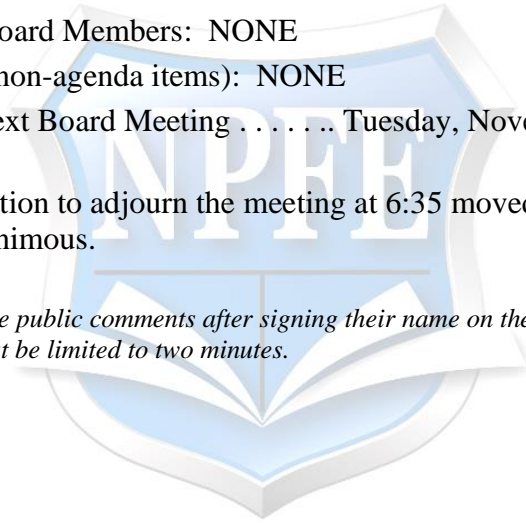 oard Members: NONE
non-agenda items): NONE
ext Board Meeting . . . . . .. Tuesday, Nove
tion to adjourn the meeting at 6:35 moved
nimous.
NPFE
e public comments after signing their name on the
t be limited to two minutes.